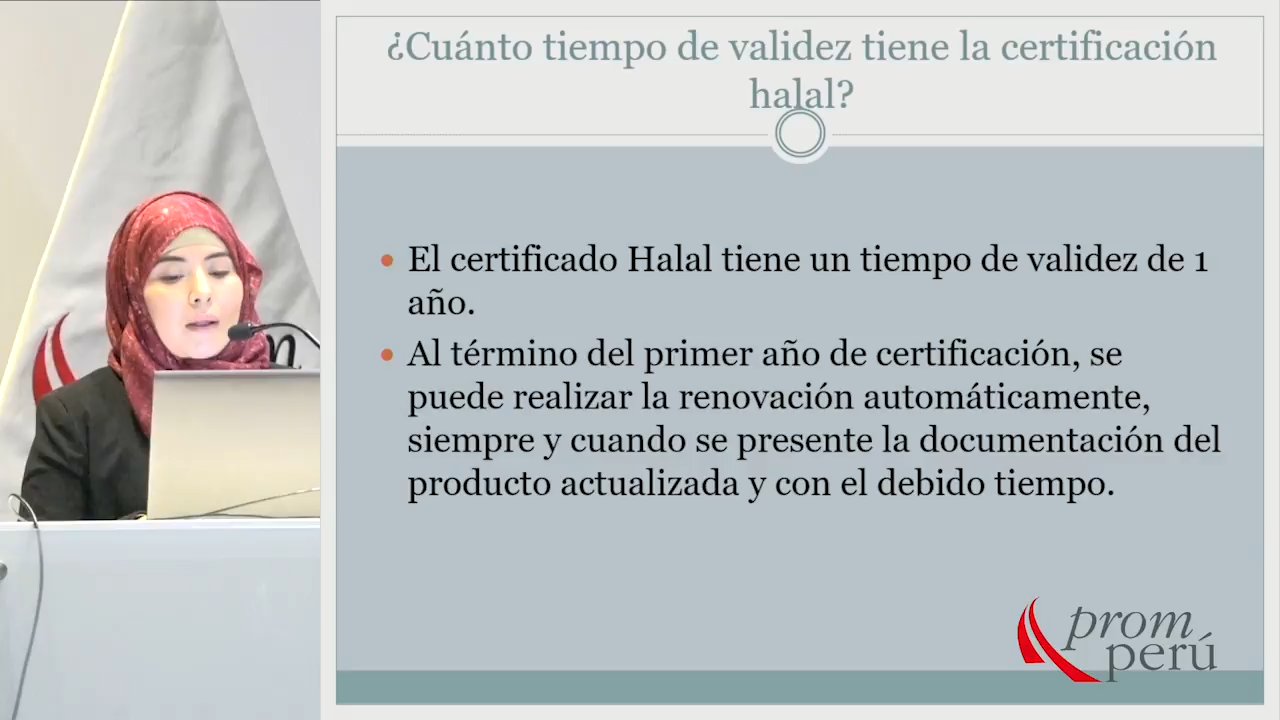 ¿Cuánto tiempo de validez tiene la certificación
halal?
• El certificado Halal tiene un tiempo de validez de 1
año.
• Al término del primer año de certificación, se
puede realizar la renovación automáticamente,
siempre y cuando se presente la documentación del
producto actualizada y con el debido tiempo.
prom
perú